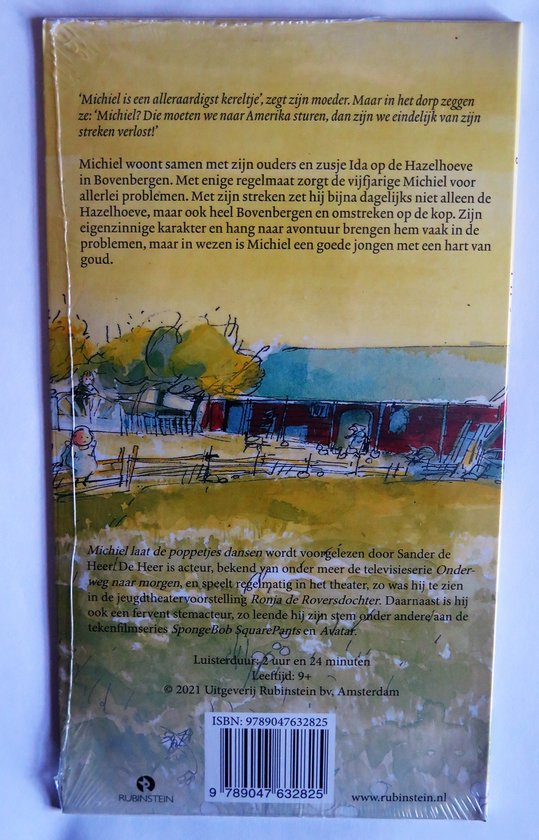 ‘Michiel is een alleraardigst kereltje’, zegt zijn moeder. Maar in het dorp zeggen
ze: ‘Michiel? Die moeten we naar Amerika sturen, dan zijn we eindelijk van zijn
streken verlost!’
Michiel woont samen met zijn ouders en zusje Ida op de Hazelhoeve
in Bovenbergen. Met enige regelmaat zorgt de vijfjarige Michiel voor
allerlei problemen. Met zijn streken zet hij bijna dagelijks niet alleen de
Hazelhoeve, maar ook heel Bovenbergen en omstreken op de kop. Zijn
eigenzinnige karakter en hang naar avontuur brengen hem vaak in de
problemen, maar in wezen is Michiel een goede jongen met een hart van
goud.
Michiel laat de poppetjes dansen wordt voorgelezen door Sander de
Heer. De Heer is acteur, bekend van onder meer de televisieserie Onder-
weg naar morgen, en speelt regelmatig in het theater, zo was hij te zien
in de jeugdtheatervoorstelling Ronja de Roversdochter. Daarnaast is hij
ook een fervent stemacteur, zo leende hij zijn stem onder andere aan de
tekenfilmseries SpongeBob SquarePants en Avatar.
Luisterduur: 2 uur en 24 minuten
Leeftijd: 9+
© 2021 Uitgeverij Rubinstein bv, Amsterdam
ISBN: 9789047632825
9 789047 632825
RUBINSTEIN
www.rubinstein.nl